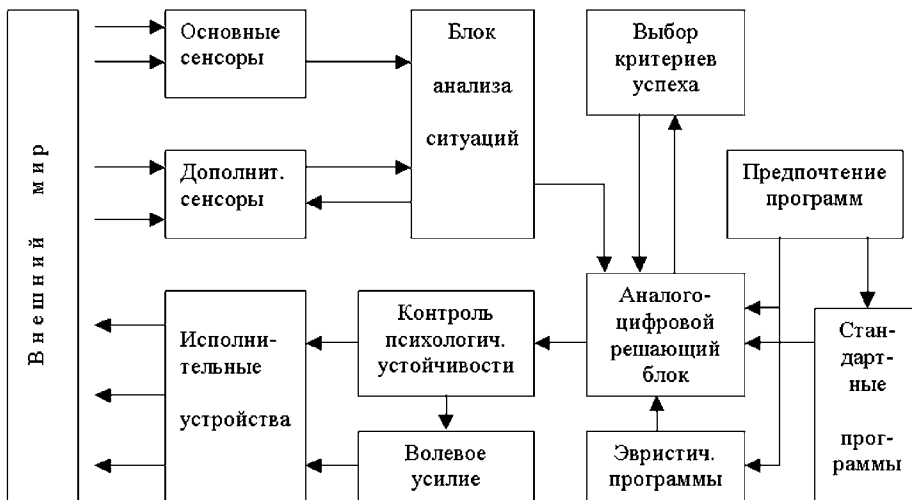 Внешний мир
Основные
сенсоры
Блок
анализа
ситуаций
Выбор
критериев
успеха
Дополнит.
сенсоры
Предпочтение
программ
Исполни-
тельные
устройства
Контроль
психологич.
устойчивости
Аналого-
цифровой
решающий
блок
Стан-
дарт-
ные
прог-
раммы
Волевое
усилие
Эвристич.
программы